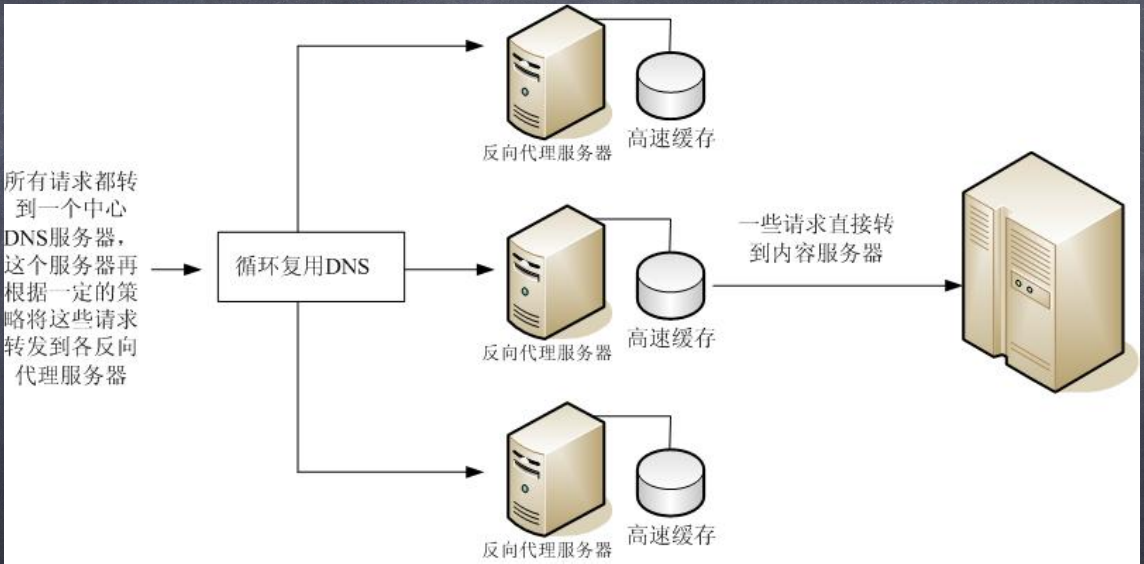 所有请求都转
到一个中心
DNS服务器，
这个服务器再
根据一定的策
略将这些请求
转发到各反向
代理服务器
循环复用DNS
反向代理服务器
高速缓存
反向代理服务器
高速缓存
反向代理服务器
高速缓存
一些请求直接转
到内容服务器